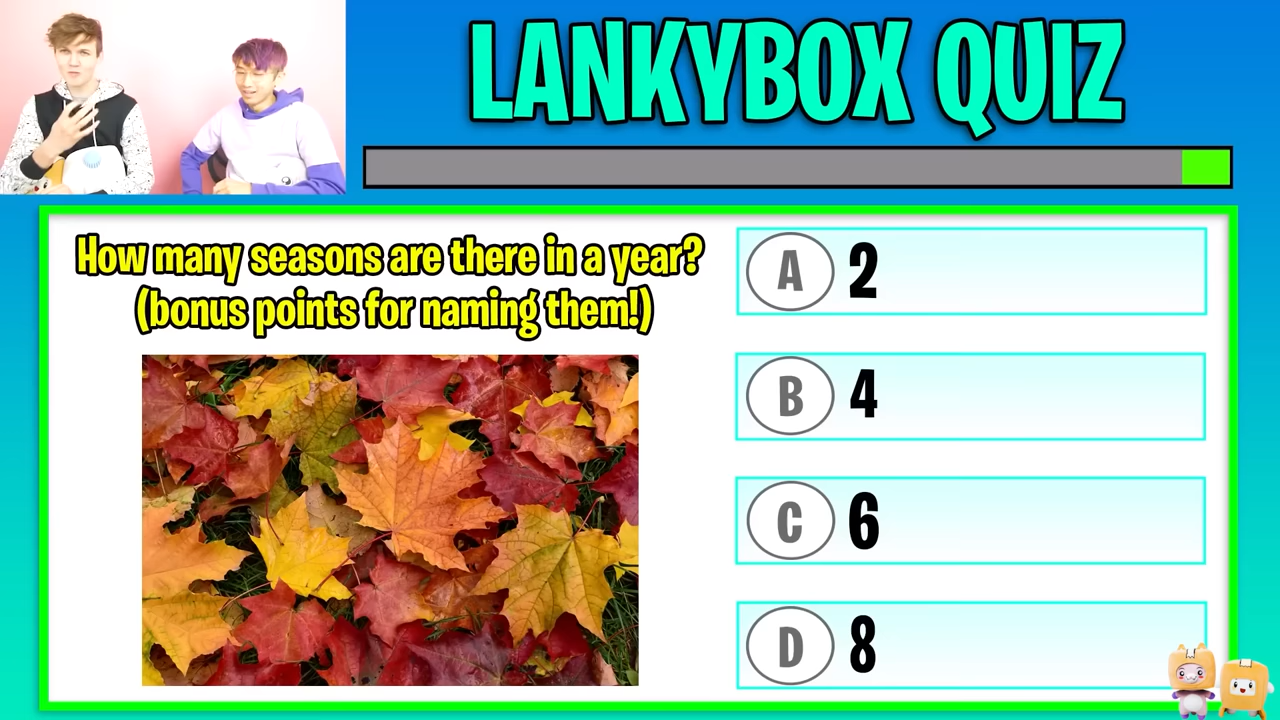 LANKYBOX QUIZ
How many seasons are there in a year?
(bonus points for naming them!)
A 2
B 4
C 6
D 8